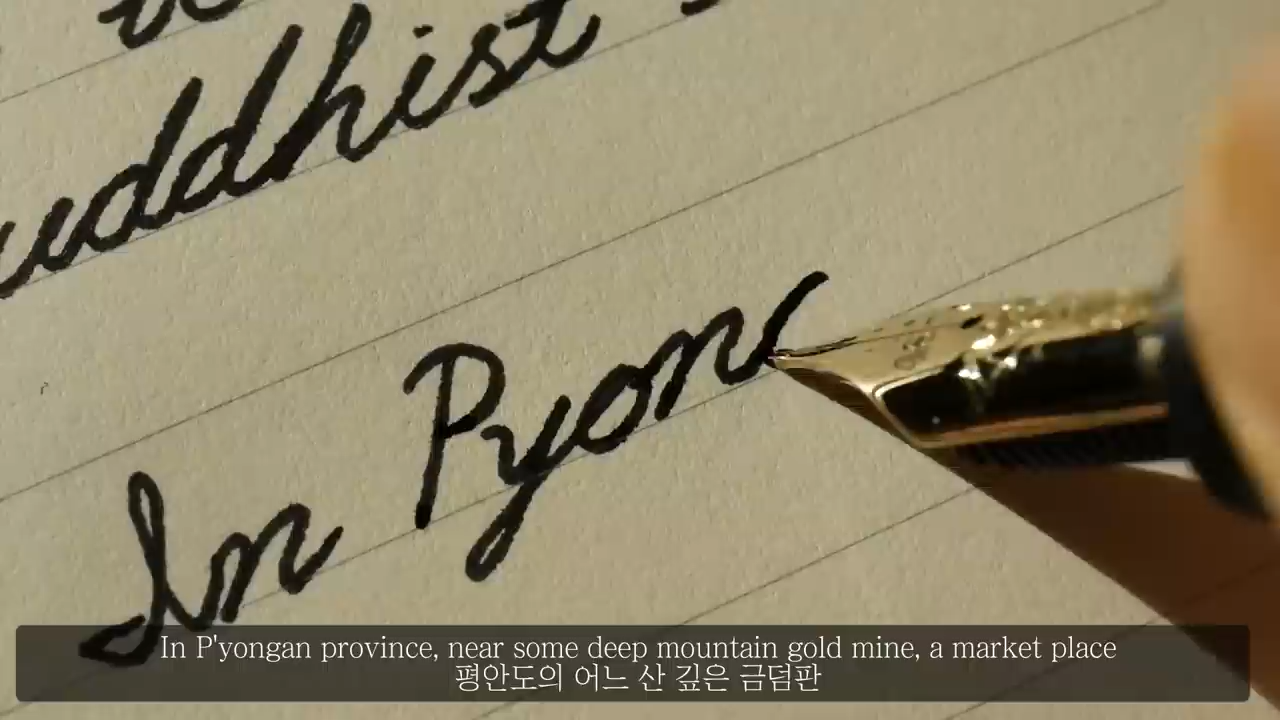 uddhist
In Pyong
In P'yongan province, near some deep mountain gold mine, a market place
평안도의 어느 산 깊은 금덤판